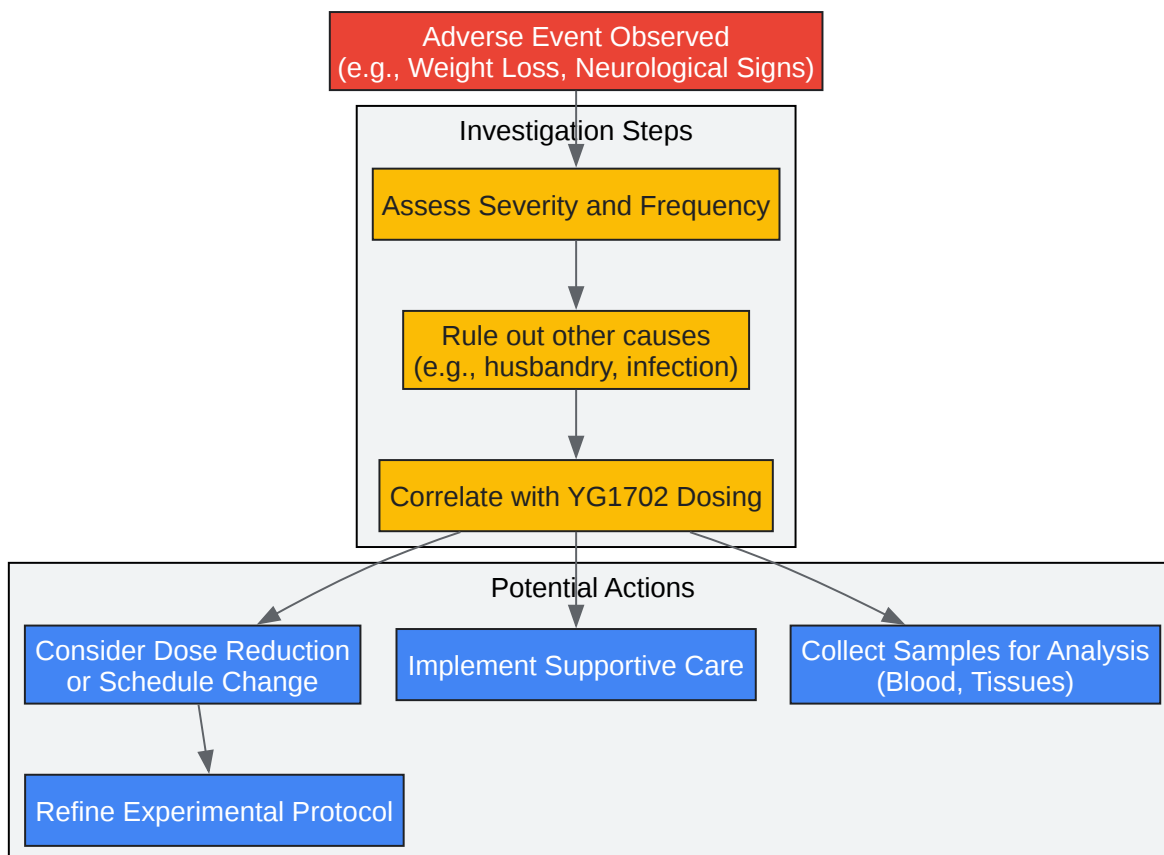 Adverse Event Observed
(e.g., Weight Loss, Neurological Signs)
Investigation Steps
Assess Severity and Frequency
Rule out other causes
(e.g., husbandry, infection)
Correlate with YG1702 Dosing
Potential Actions
Consider Dose Reduction
or Schedule Change
Implement Supportive Care
Collect Samples for Analysis
(Blood, Tissues)
Refine Experimental Protocol